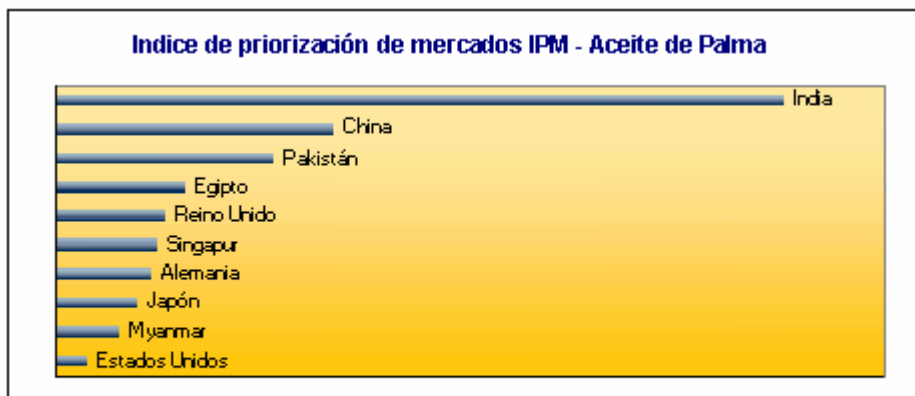 Indice de priorización de mercados IPM - Aceite de Palma
India
China
Pakistán
Egipto
Reino Unido
Singapur
Alemania
Japón
Myanmar
Estados Unidos